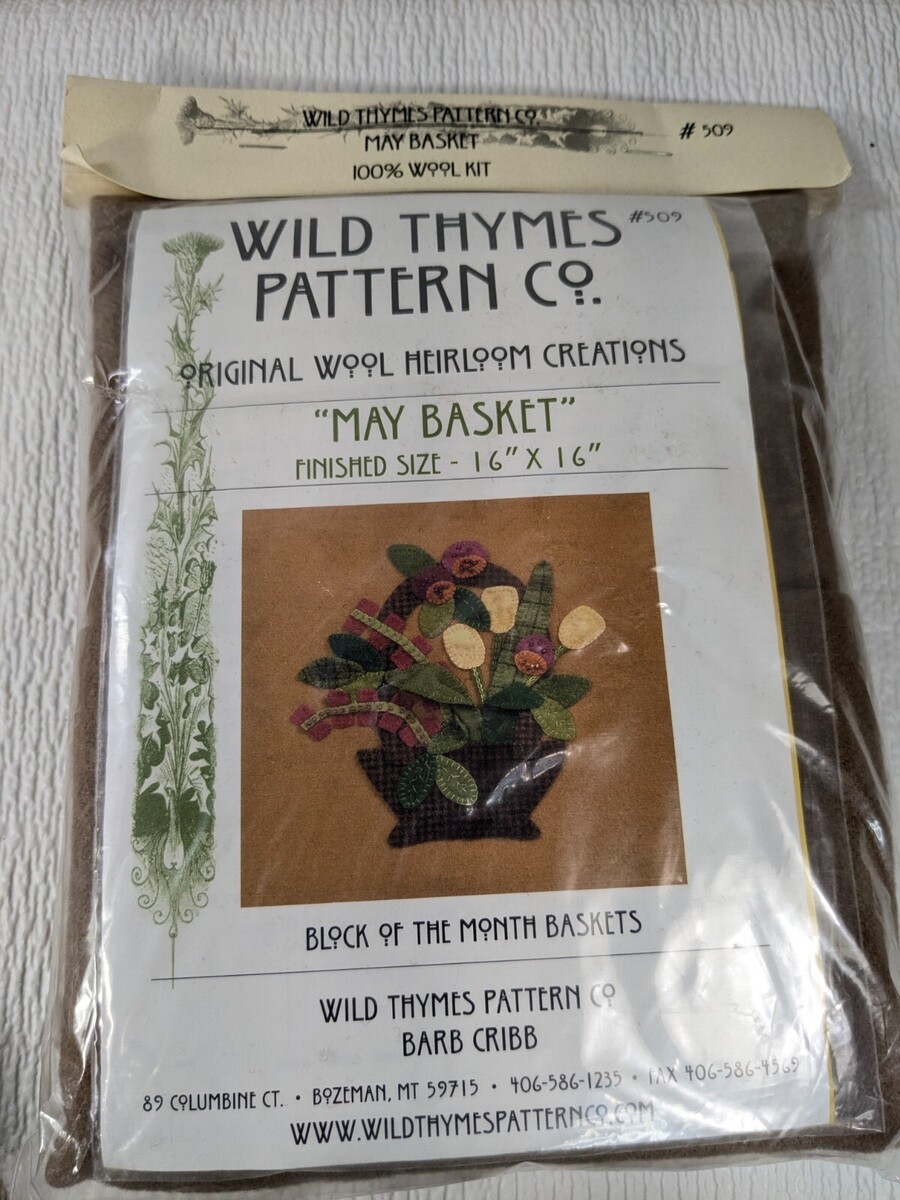 WILD THYMES PATTERN CO.
MAY BASKET
# 509
100% WOOL KIT
WILD THYMES #509
PATTERN CO.
ORIGINAL WOOL HEIRLOOM CREATIONS
"MAY BASKET"
FINISHED SIZE - 16" X 16"
BLOCK OF THE MONTH BASKETS
WILD THYMES PATTERN CO
BARB CRIBB
89 COLUMBINE CT. • BOZEMAN, MT 59715 • 406-586-1235 • FAX 406-586-4569
WWW.WILDTHYMESPATTERNCO.COM